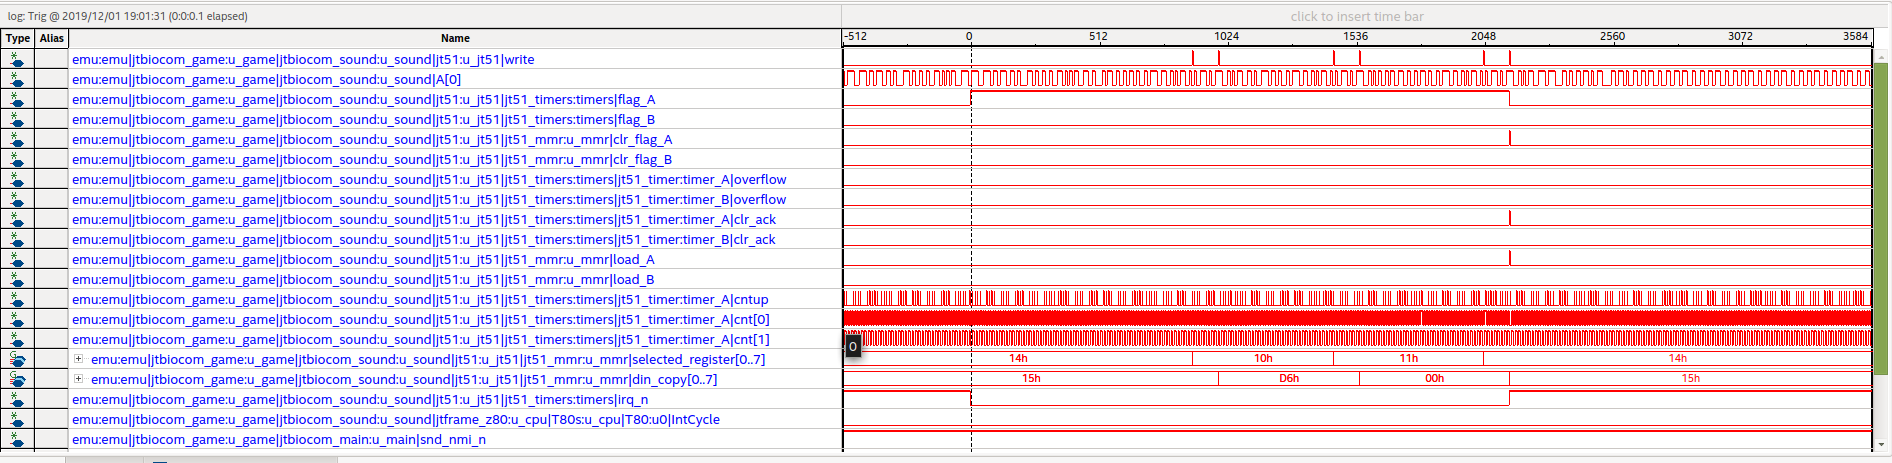 log: Trig @ 2019/12/01 19:01:31 (0:0:0.1 elapsed) click to insert time bar
Type Alias Name -512 0 512 1024 1536 2048 2560 3072 3584
emu:emu|jtbiocom_game:u_game|jtbiocom_sound:u_sound|jt51:u_jt51|write
emu:emu|jtbiocom_game:u_game|jtbiocom_sound:u_sound|A[0]
emu:emu|jtbiocom_game:u_game|jtbiocom_sound:u_sound|jt51:u_jt51|jt51_timers:timers|flag_A
emu:emu|jtbiocom_game:u_game|jtbiocom_sound:u_sound|jt51:u_jt51|jt51_timers:timers|flag_B
emu:emu|jtbiocom_game:u_game|jtbiocom_sound:u_sound|jt51:u_jt51|jt51_mmr:u_mmr|clr_flag_A
emu:emu|jtbiocom_game:u_game|jtbiocom_sound:u_sound|jt51:u_jt51|jt51_mmr:u_mmr|clr_flag_B
emu:emu|jtbiocom_game:u_game|jtbiocom_sound:u_sound|jt51:u_jt51|jt51_timers:timers|jt51_timer:timer_A|overflow
emu:emu|jtbiocom_game:u_game|jtbiocom_sound:u_sound|jt51:u_jt51|jt51_timers:timers|jt51_timer:timer_B|overflow
emu:emu|jtbiocom_game:u_game|jtbiocom_sound:u_sound|jt51:u_jt51|jt51_timers:timers|jt51_timer:timer_A|clr_ack
emu:emu|jtbiocom_game:u_game|jtbiocom_sound:u_sound|jt51:u_jt51|jt51_timers:timers|jt51_timer:timer_B|clr_ack
emu:emu|jtbiocom_game:u_game|jtbiocom_sound:u_sound|jt51:u_jt51|jt51_mmr:u_mmr|load_A
emu:emu|jtbiocom_game:u_game|jtbiocom_sound:u_sound|jt51:u_jt51|jt51_mmr:u_mmr|load_B
emu:emu|jtbiocom_game:u_game|jtbiocom_sound:u_sound|jt51:u_jt51|jt51_timers:timers|jt51_timer:timer_A|cntup
emu:emu|jtbiocom_game:u_game|jtbiocom_sound:u_sound|jt51:u_jt51|jt51_timers:timers|jt51_timer:timer_A|cnt[0]
emu:emu|jtbiocom_game:u_game|jtbiocom_sound:u_sound|jt51:u_jt51|jt51_timers:timers|jt51_timer:timer_A|cnt[1]
0
emu:emu|jtbiocom_game:u_game|jtbiocom_sound:u_sound|jt51:u_jt51|jt51_mmr:u_mmr|selected_register[0..7] 14h 10h 11h 14h
emu:emu|jtbiocom_game:u_game|jtbiocom_sound:u_sound|jt51:u_jt51|jt51_mmr:u_mmr|din_copy[0..7] 15h D6h 00h 15h
emu:emu|jtbiocom_game:u_game|jtbiocom_sound:u_sound|jt51:u_jt51|jt51_timers:timers|irq_n
emu:emu|jtbiocom_game:u_game|jtbiocom_sound:u_sound|jtframe_z80:u_cpu|T80s:u_cpu|T80:u0|IntCycle
emu:emu|jtbiocom_game:u_game|jtbiocom_main:u_main|snd_nmi_n